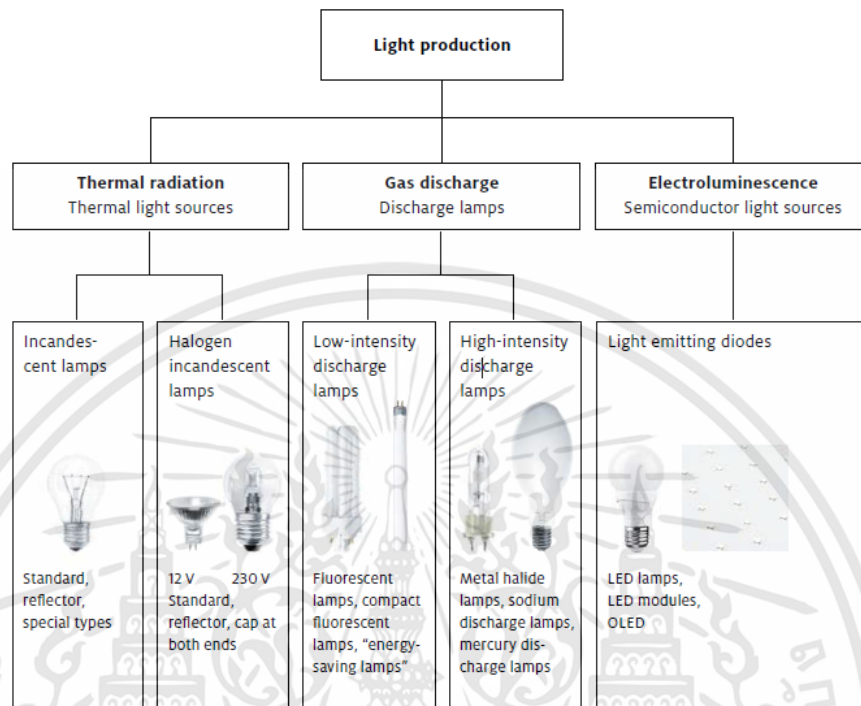 Light production
Thermal radiation
Thermal light sources
Gas discharge
Discharge lamps
Electroluminescence
Semiconductor light sources
Incandes-
cent lamps
Halogen
incandescent
lamps
Low-intensity
discharge
lamps
High-intensity
discharge
lamps
Light emitting diodes
Standard,
reflector,
special types
12 V 230 V
Standard,
reflector, cap at
both ends
Fluorescent
lamps, compact
fluorescent
lamps, “energy-
saving lamps”
Metal halide
lamps, sodium
discharge lamps,
mercury dis-
charge lamps
LED lamps,
LED modules,
OLED